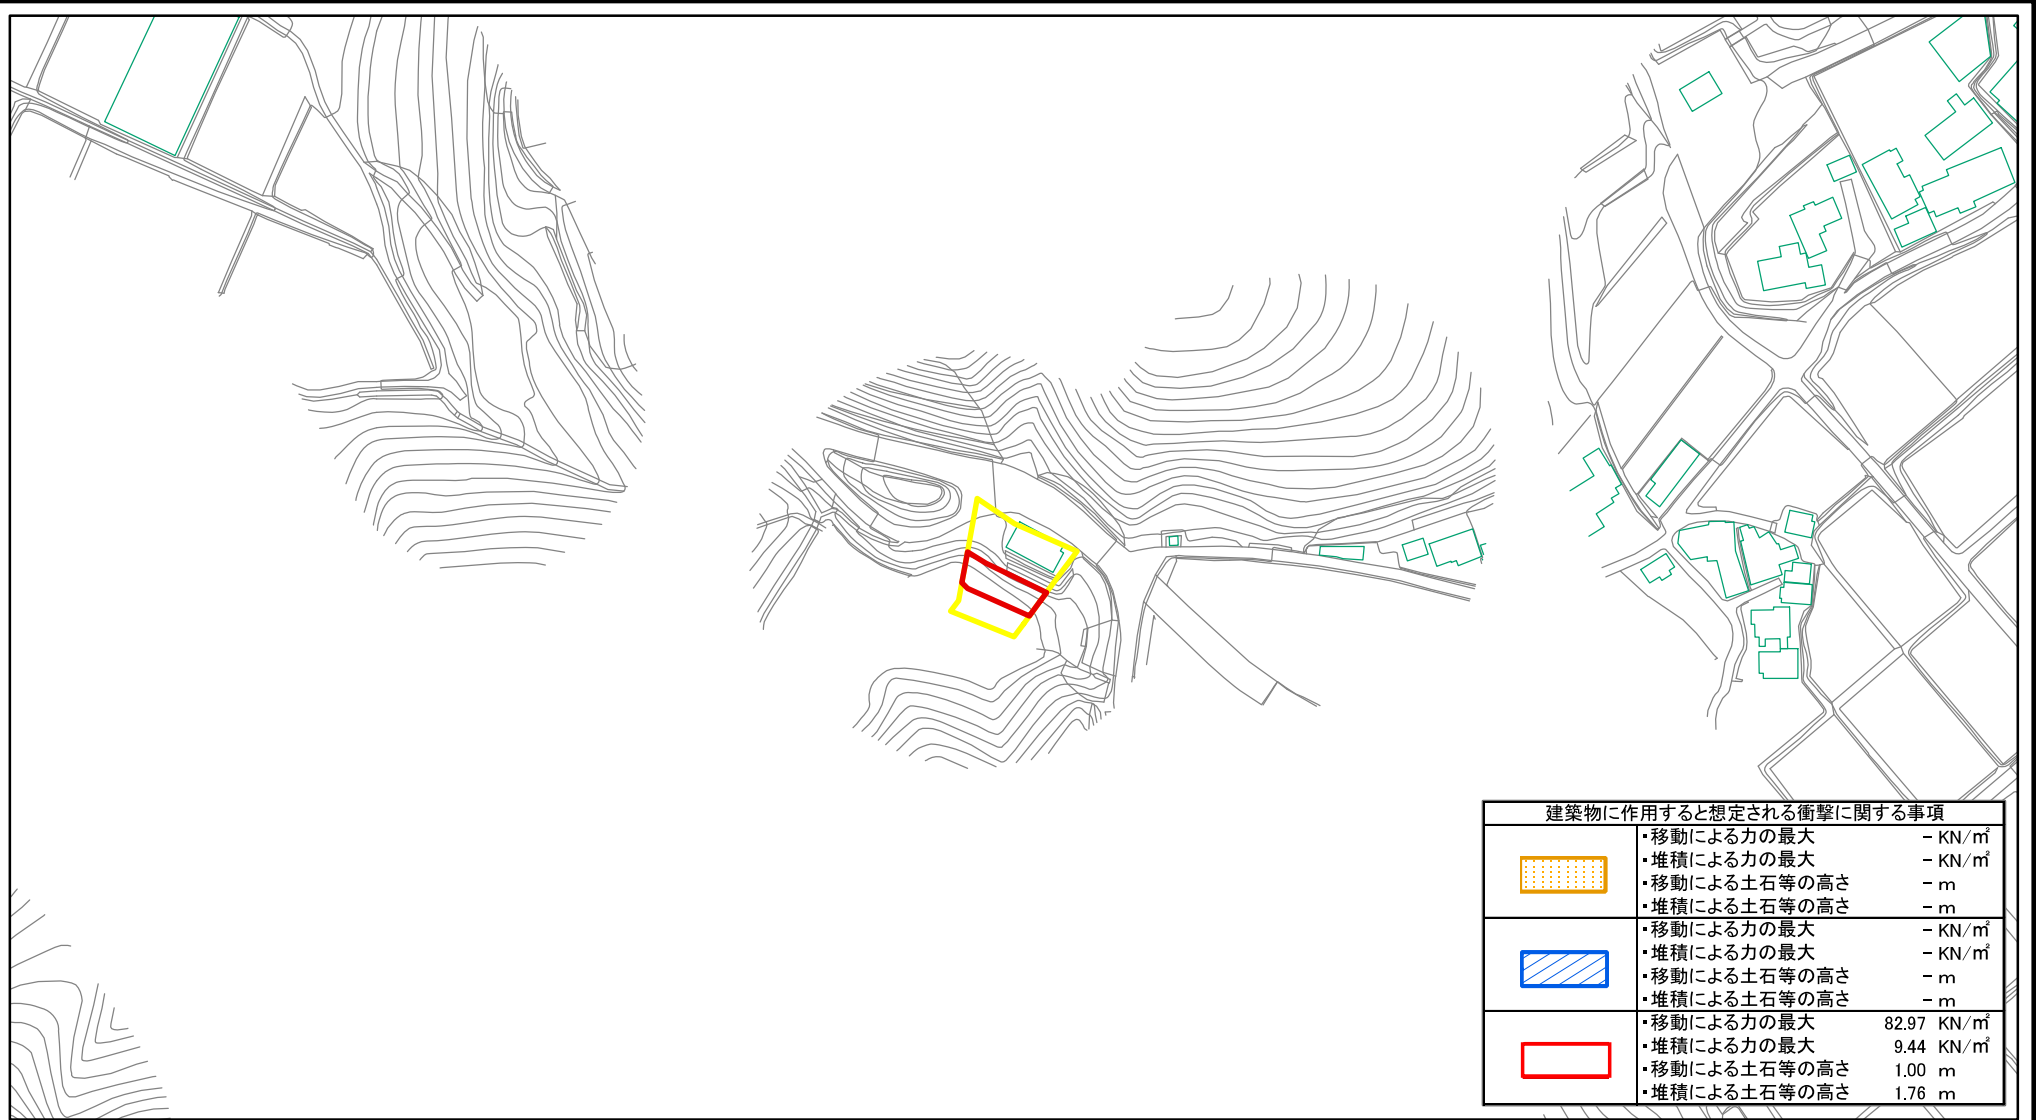 建築物に作用すると想定される衝撃に関する事項
・移動による力の最大 － KN/㎡
・堆積による力の最大 － KN/㎡
・移動による土石等の高さ － m
・堆積による土石等の高さ － m
・移動による力の最大 － KN/㎡
・堆積による力の最大 － KN/㎡
・移動による土石等の高さ － m
・堆積による土石等の高さ － m
・移動による力の最大 82.97 KN/㎡
・堆積による力の最大 9.44 KN/㎡
・移動による土石等の高さ 1.00 m
・堆積による土石等の高さ 1.76 m